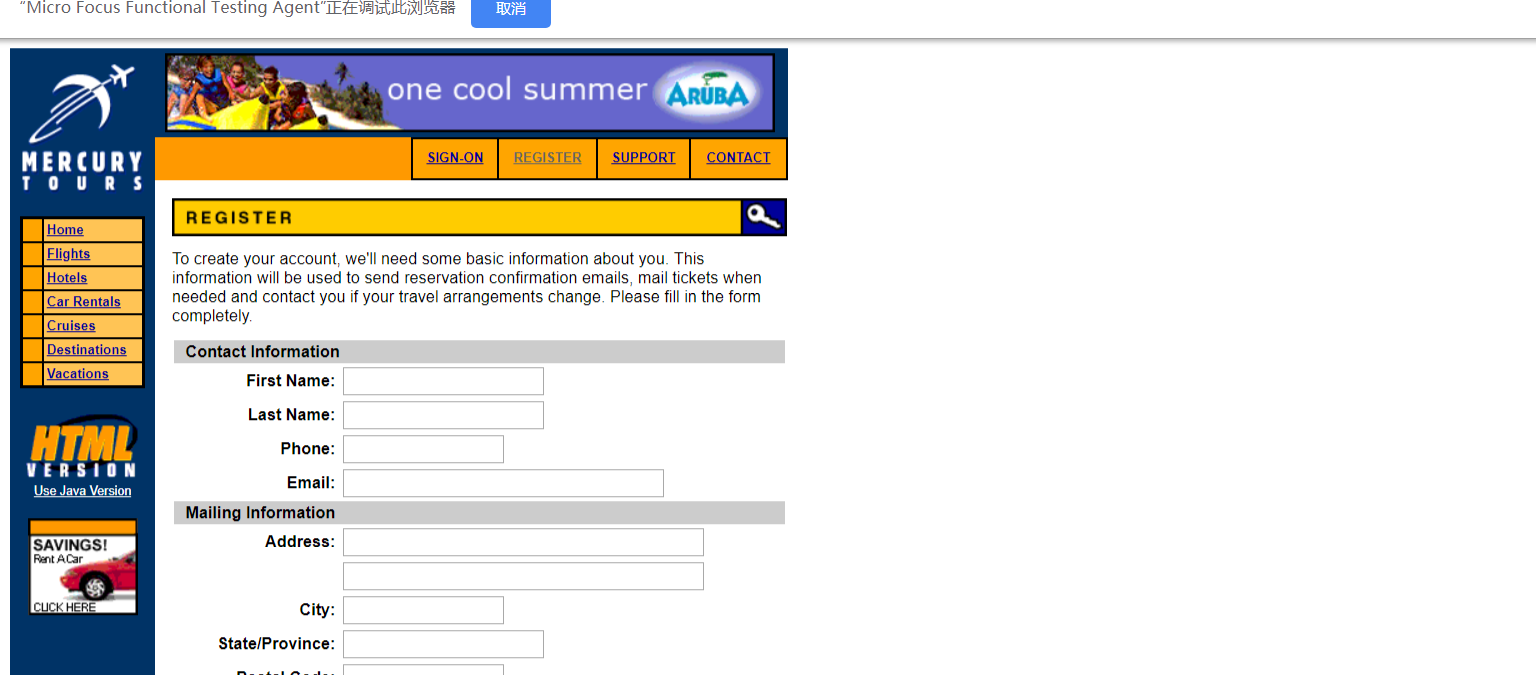 “Micro Focus Functional Testing Agent”正在调试此浏览器
取消
MERCURY
TOURS
one cool summer
ARUBA
SIGN-ON
REGISTER
SUPPORT
CONTACT
Home
Flights
Hotels
Car Rentals
Cruises
Destinations
Vacations
HTML
VERSION
Use Java Version
SAVINGS!
Rent A Car
CLICK HERE
REGISTER
To create your account, we'll need some basic information about you. This
information will be used to send reservation confirmation emails, mail tickets when
needed and contact you if your travel arrangements change. Please fill in the form
completely.
Contact Information
First Name:
Last Name:
Phone:
Email:
Mailing Information
Address:
City:
State/Province:
Postal Code: